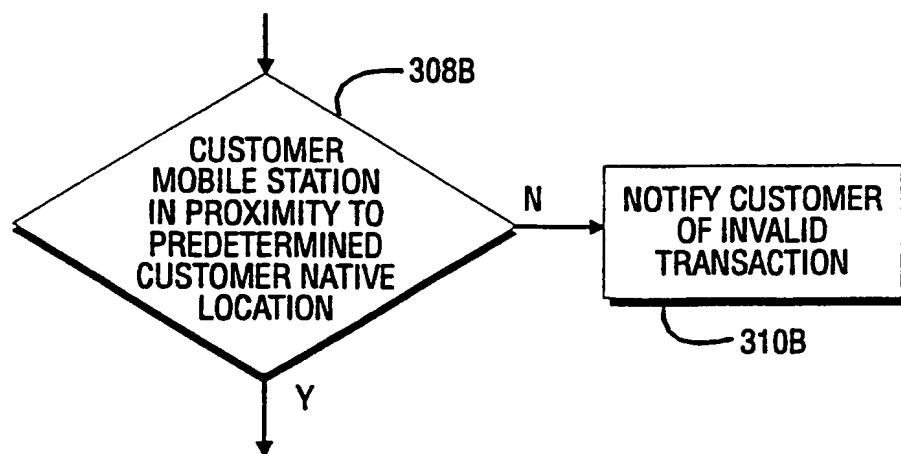 308B
CUSTOMER
MOBILE STATION
IN PROXIMITY TO
PREDETERMINED
CUSTOMER NATIVE
LOCATION
N
NOTIFY CUSTOMER
OF INVALID
TRANSACTION
310B
Y